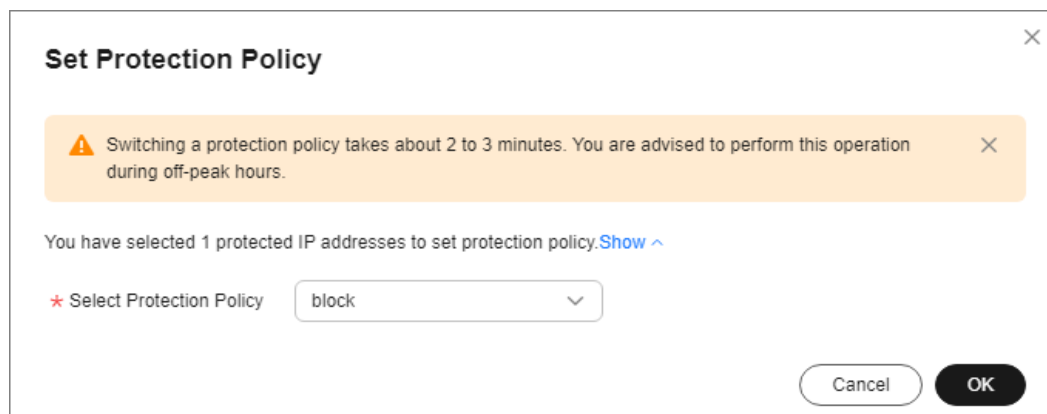 Set Protection Policy
Switching a protection policy takes about 2 to 3 minutes. You are advised to perform this operation
during off-peak hours.
You have selected 1 protected IP addresses to set protection policy.Show
* Select Protection Policy block
Cancel OK